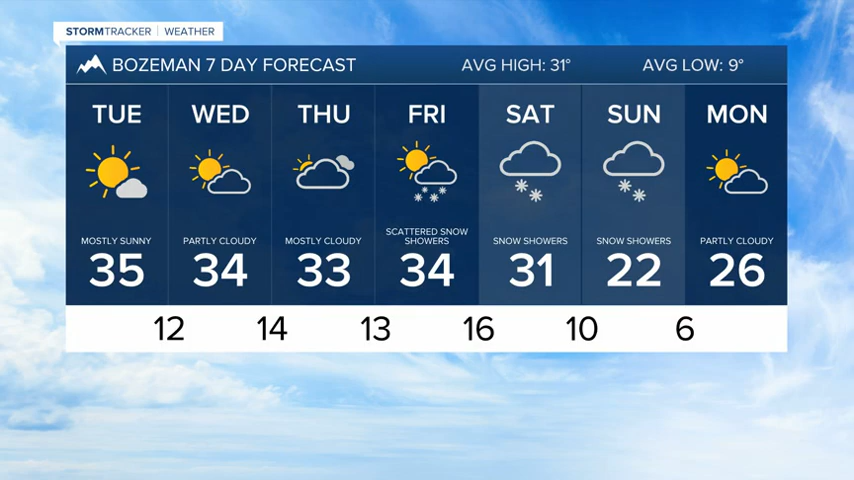 STORMTRACKER | WEATHER
BOZEMAN 7 DAY FORECAST AVG HIGH: 31° AVG LOW: 9°
TUE WED THU FRI SAT SUN MON
MOSTLY SUNNY PARTLY CLOUDY MOSTLY CLOUDY SCATTERED SNOW SHOWERS SNOW SHOWERS SNOW SHOWERS PARTLY CLOUDY
35 34 33 34 31 22 26
12 14 13 16 10 6